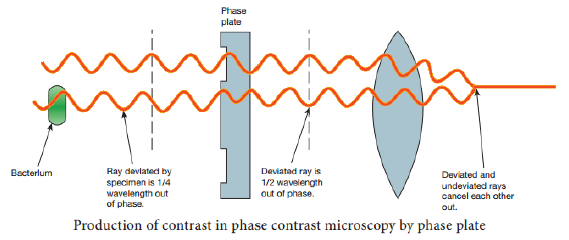 Phase
plate
Bacterium
Ray deviated by
specimen is 1/4
wavelength out
of phase.
Deviated ray is
1/2 wavelength
out of phase.
Deviated and
undeviated rays
cancel each other
out.
Production of contrast in phase contrast microscopy by phase plate